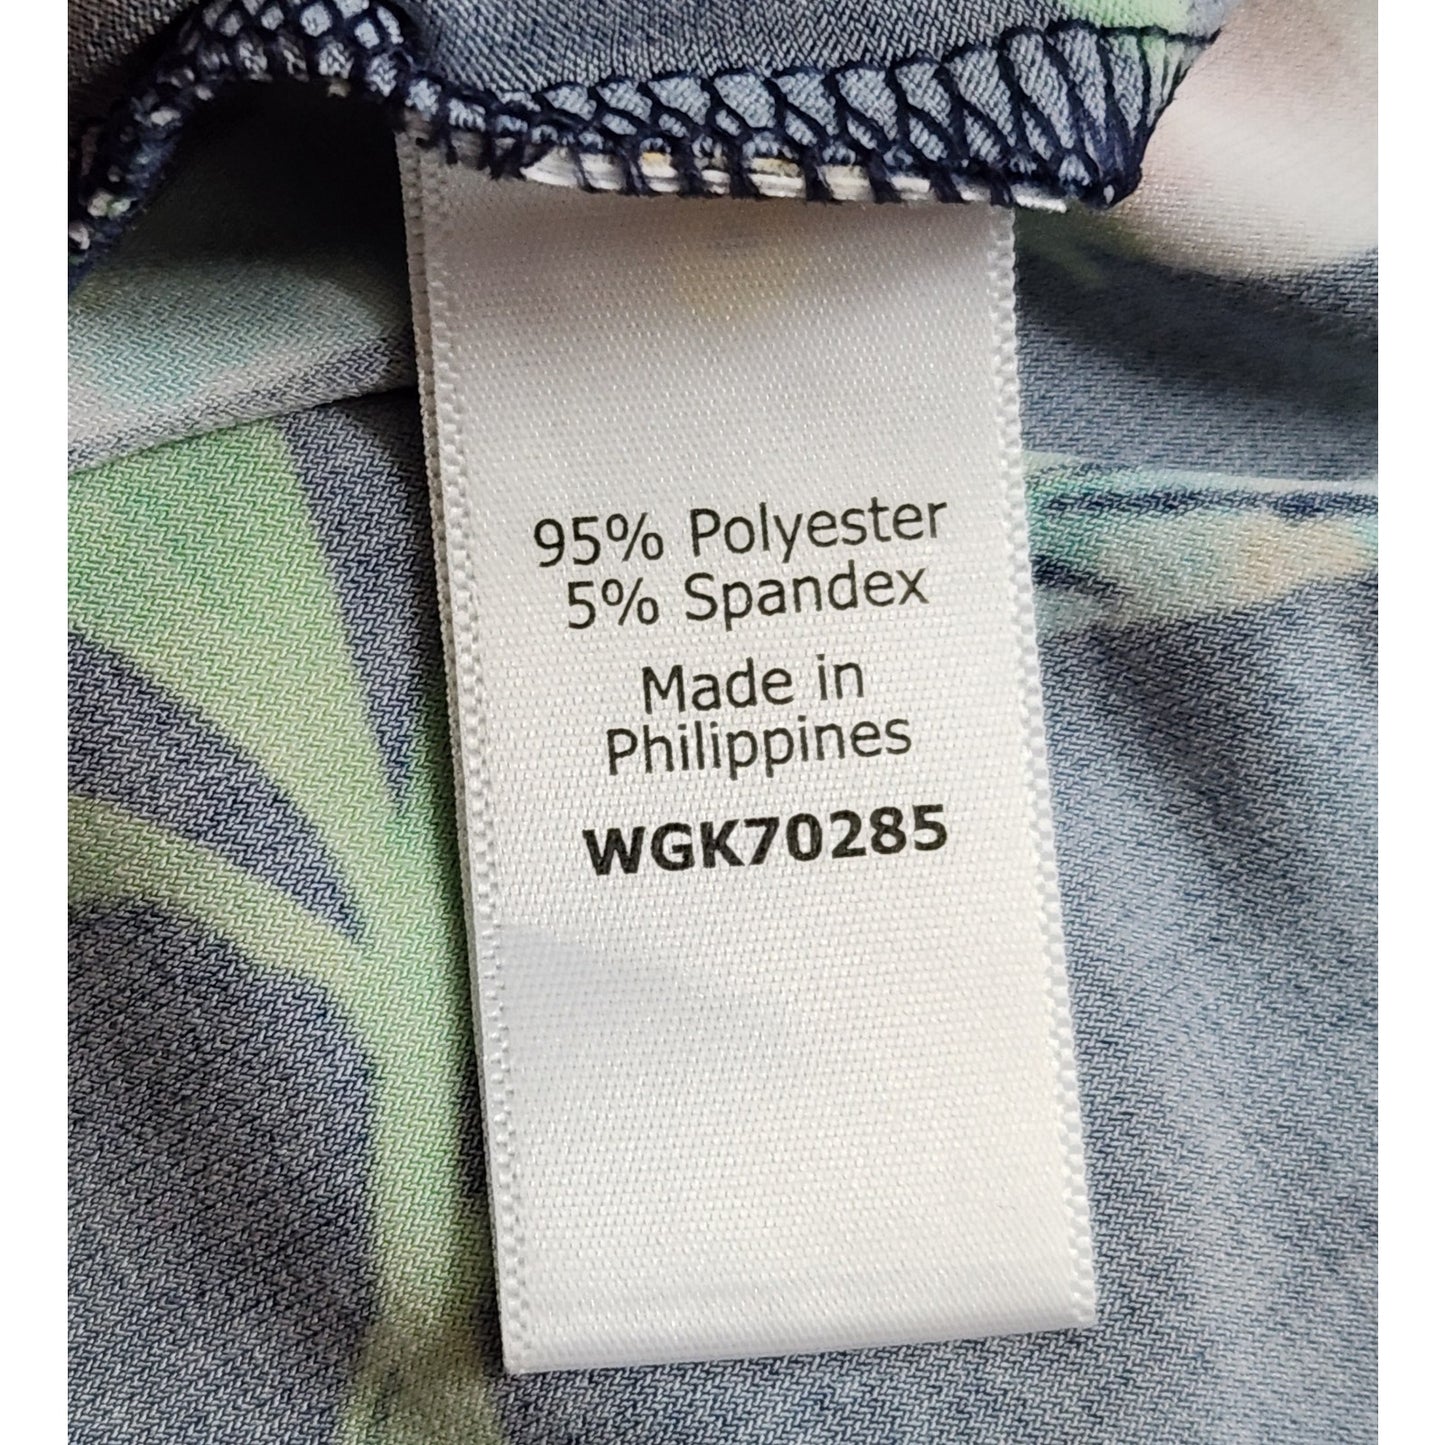 95% Polyester
5% Spandex
Made in
Philippines
WGK70285